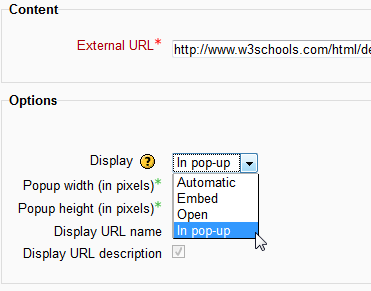 Content
External URL* http://www.w3schools.com/html/de
Options
Display ? In pop-up
Automatic
Popup width (in pixels)*
Embed
Popup height (in pixels)*
Open
Display URL name
In pop-up
Display URL description